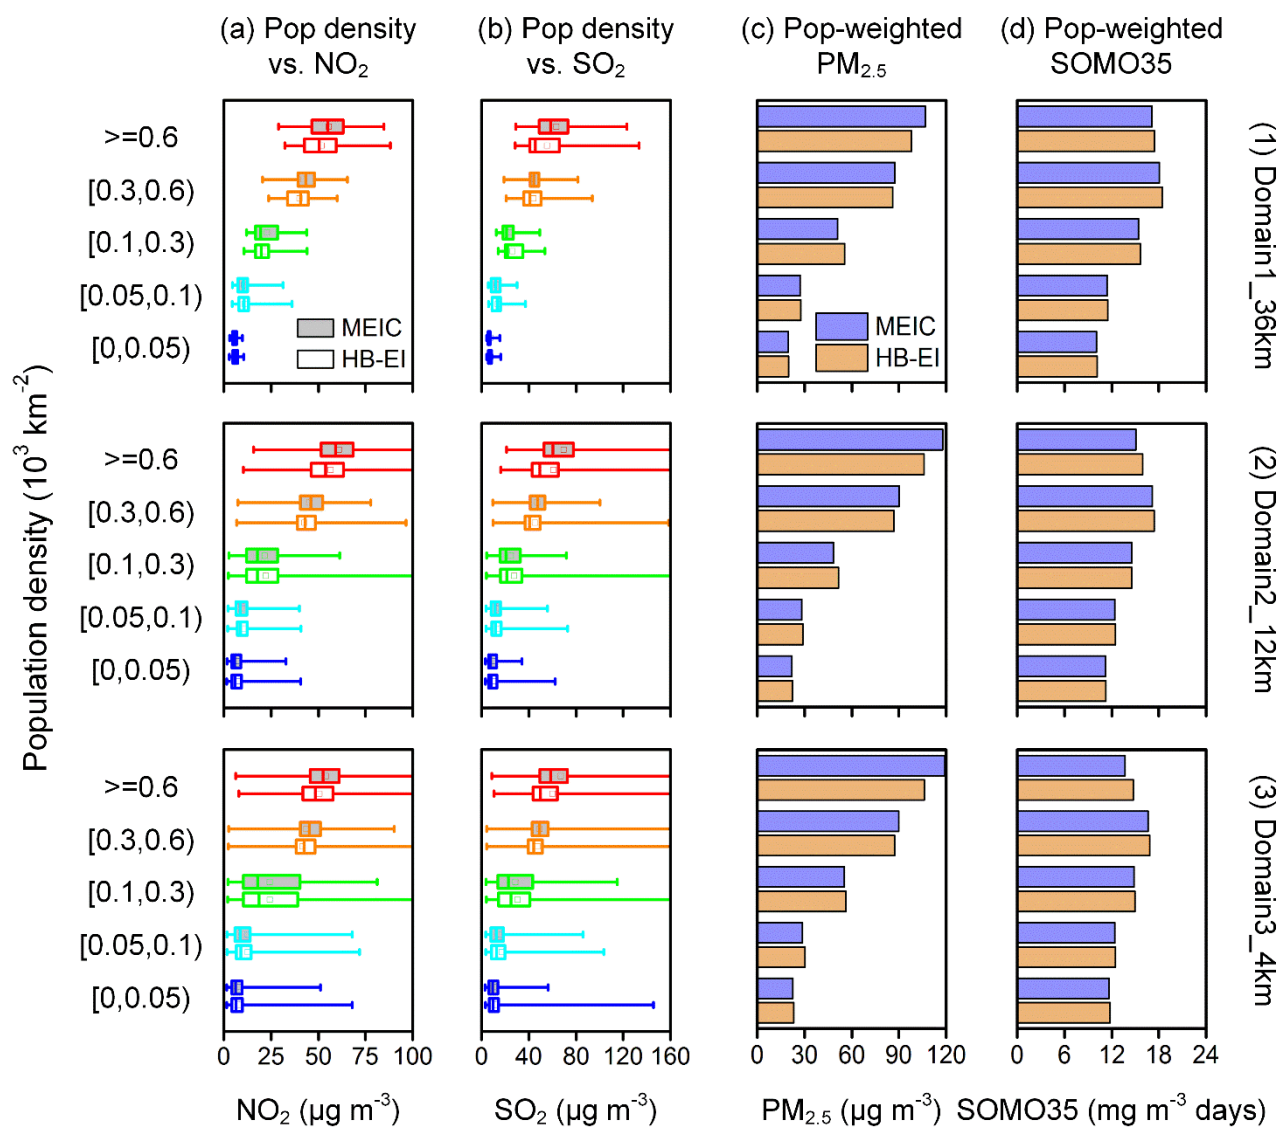 (a) Pop density
vs. NO₂
(b) Pop density
vs. SO₂
(c) Pop-weighted
PM₂.₅
(d) Pop-weighted
SOMO35
Population density (10³ km⁻²)
>=0.6
[0.3,0.6)
[0.1,0.3)
[0.05,0.1)
[0,0.05)
MEIC
HB-EI
MEIC
HB-EI
(1) Domain1_36km
>=0.6
[0.3,0.6)
[0.1,0.3)
[0.05,0.1)
[0,0.05)
(2) Domain2_12km
>=0.6
[0.3,0.6)
[0.1,0.3)
[0.05,0.1)
[0,0.05)
(3) Domain3_4km
0 25 50 75 100
0 40 80 120 160
0 30 60 90 120
0 6 12 18 24
NO₂ (µg m⁻³)
SO₂ (µg m⁻³)
PM₂.₅ (µg m⁻³)
SOMO35 (mg m⁻³ days)